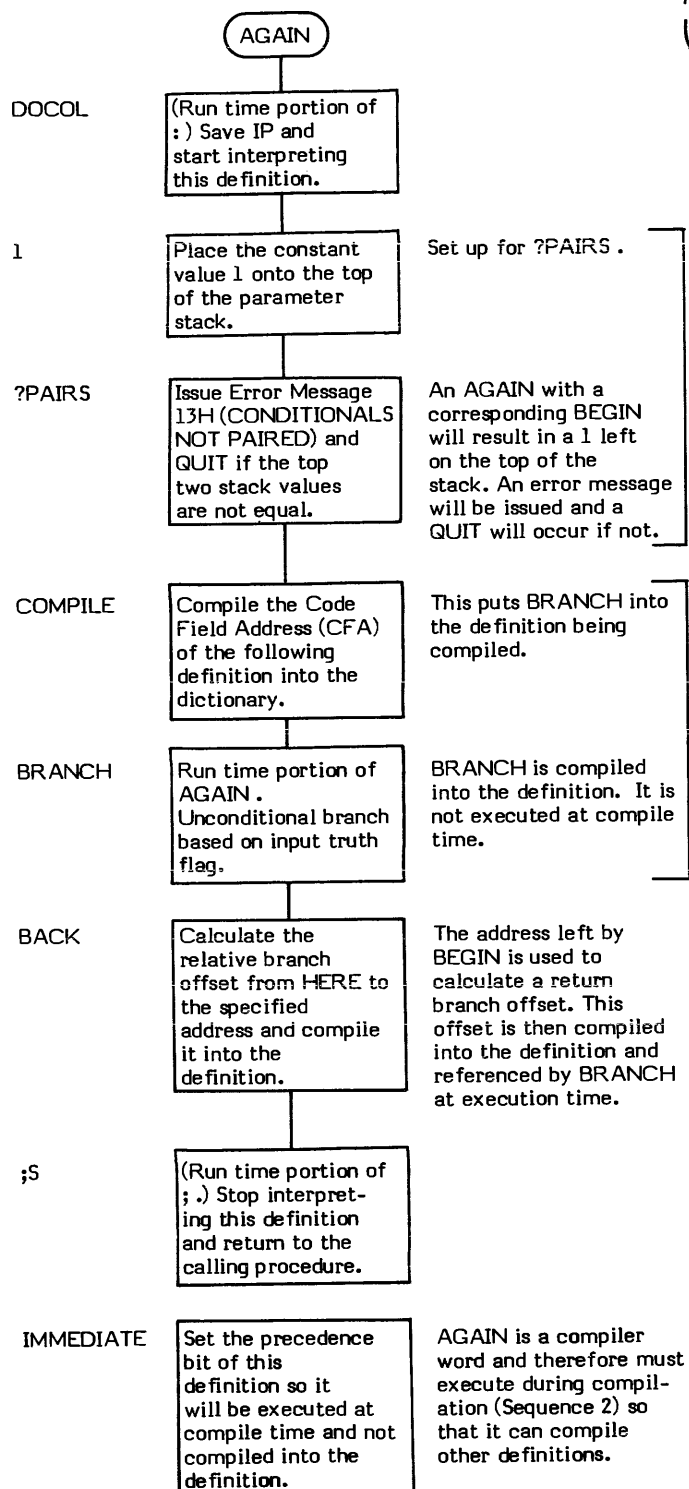 AGAIN
DOCOL
(Run time portion of
: ) Save IP and
start interpreting
this definition.
1
Place the constant
value 1 onto the top
of the parameter
stack.
Set up for ?PAIRS .
?PAIRS
Issue Error Message
13H (CONDITIONALS
NOT PAIRED) and
QUIT if the top
two stack values
are not equal.
An AGAIN with a
corresponding BEGIN
will result in a 1 left
on the top of the
stack. An error message
will be issued and a
QUIT will occur if not.
COMPILE
Compile the Code
Field Address (CFA)
of the following
definition into the
dictionary.
This puts BRANCH into
the definition being
compiled.
BRANCH
Run time portion of
AGAIN .
Unconditional branch
based on input truth
flag.
BRANCH is compiled
into the definition. It is
not executed at compile
time.
BACK
Calculate the
relative branch
offset from HERE to
the specified
address and compile
it into the
definition.
The address left by
BEGIN is used to
calculate a return
branch offset. This
offset is then compiled
into the definition and
referenced by BRANCH
at execution time.
;S
(Run time portion of
; .) Stop interpret-
ing this definition
and return to the
calling procedure.
IMMEDIATE
Set the precedence
bit of this
definition so it
will be executed at
compile time and not
compiled into the
definition.
AGAIN is a compiler
word and therefore must
execute during compil-
ation (Sequence 2) so
that it can compile
other definitions.